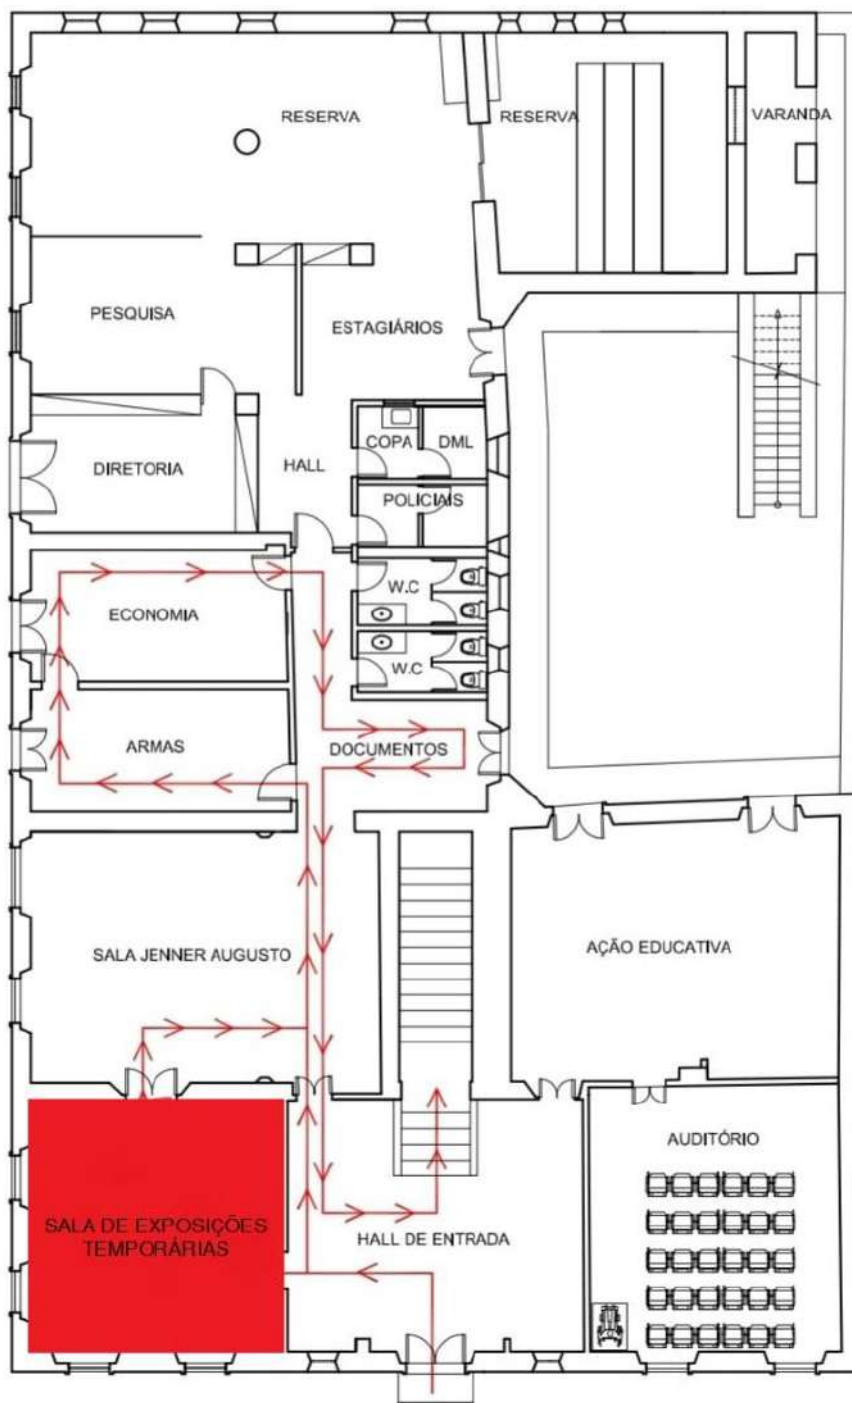 RESERVA
RESERVA
VARANDA
PESQUISA
ESTAGIÁRIOS
COPA
DML
DIRETORIA
HALL
POLICIAIS
W.C
ECONOMIA
W.C
ARMAS
DOCUMENTOS
SALA JENNER AUGUSTO
AÇÃO EDUCATIVA
AUDITÓRIO
SALA DE EXPOSIÇÕES
TEMPORÁRIAS
HALL DE ENTRADA